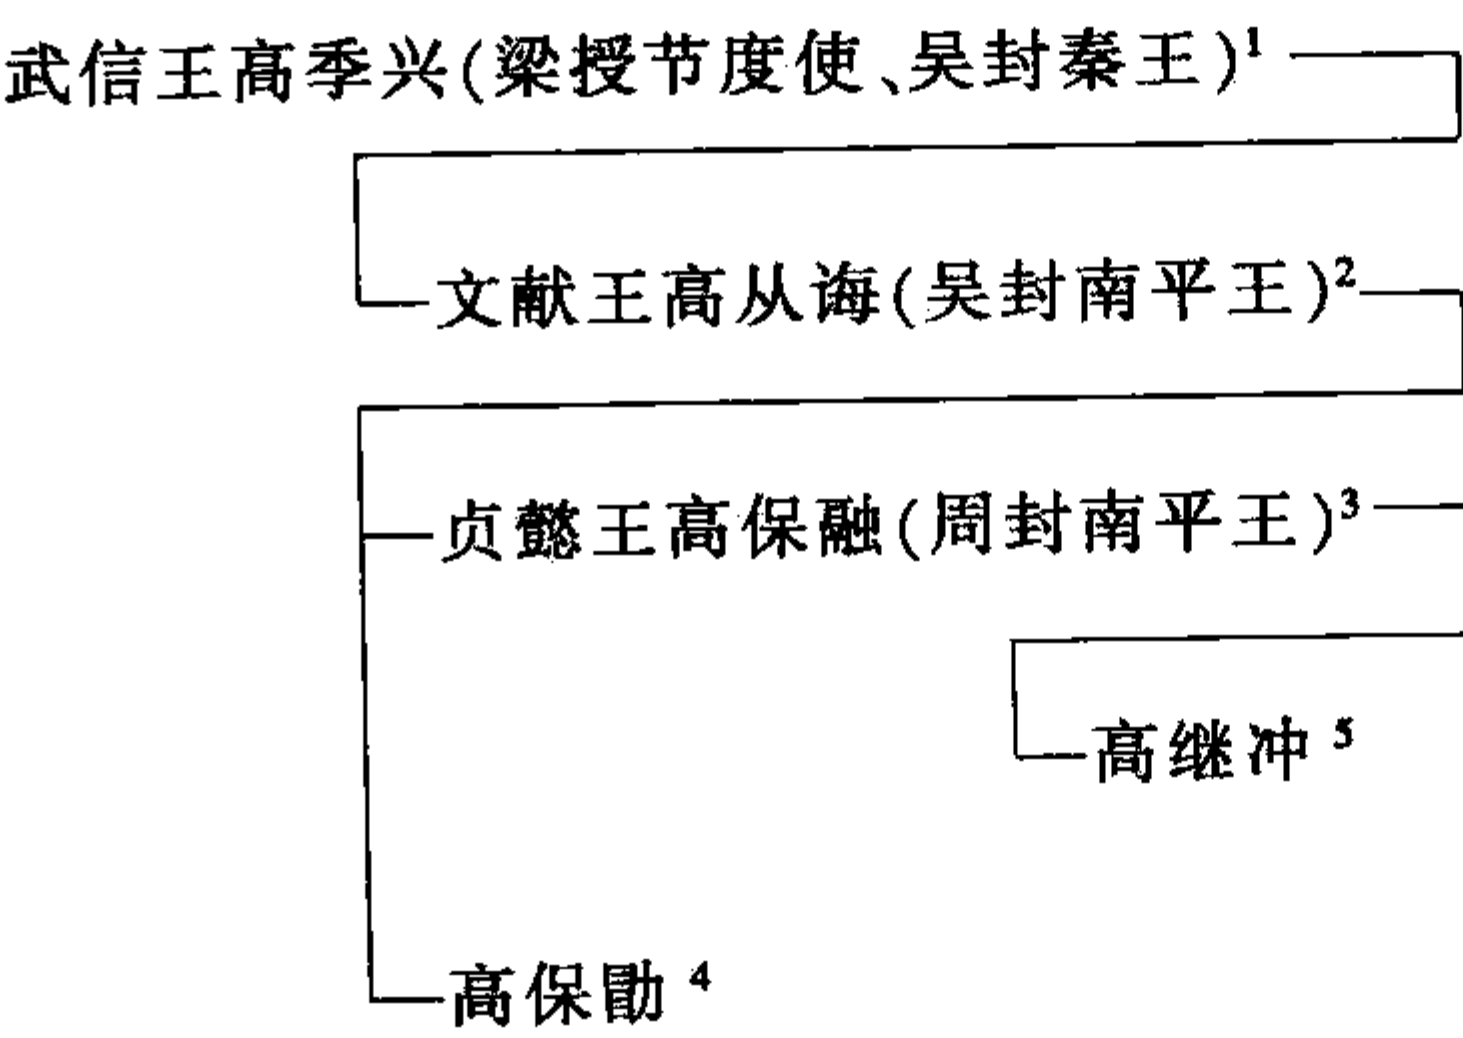 武信王高季兴(梁授节度使、吴封秦王)1
文献王高从诲(吴封南平王)2
贞懿王高保融(周封南平王)3
高继冲 5
高保勖 4